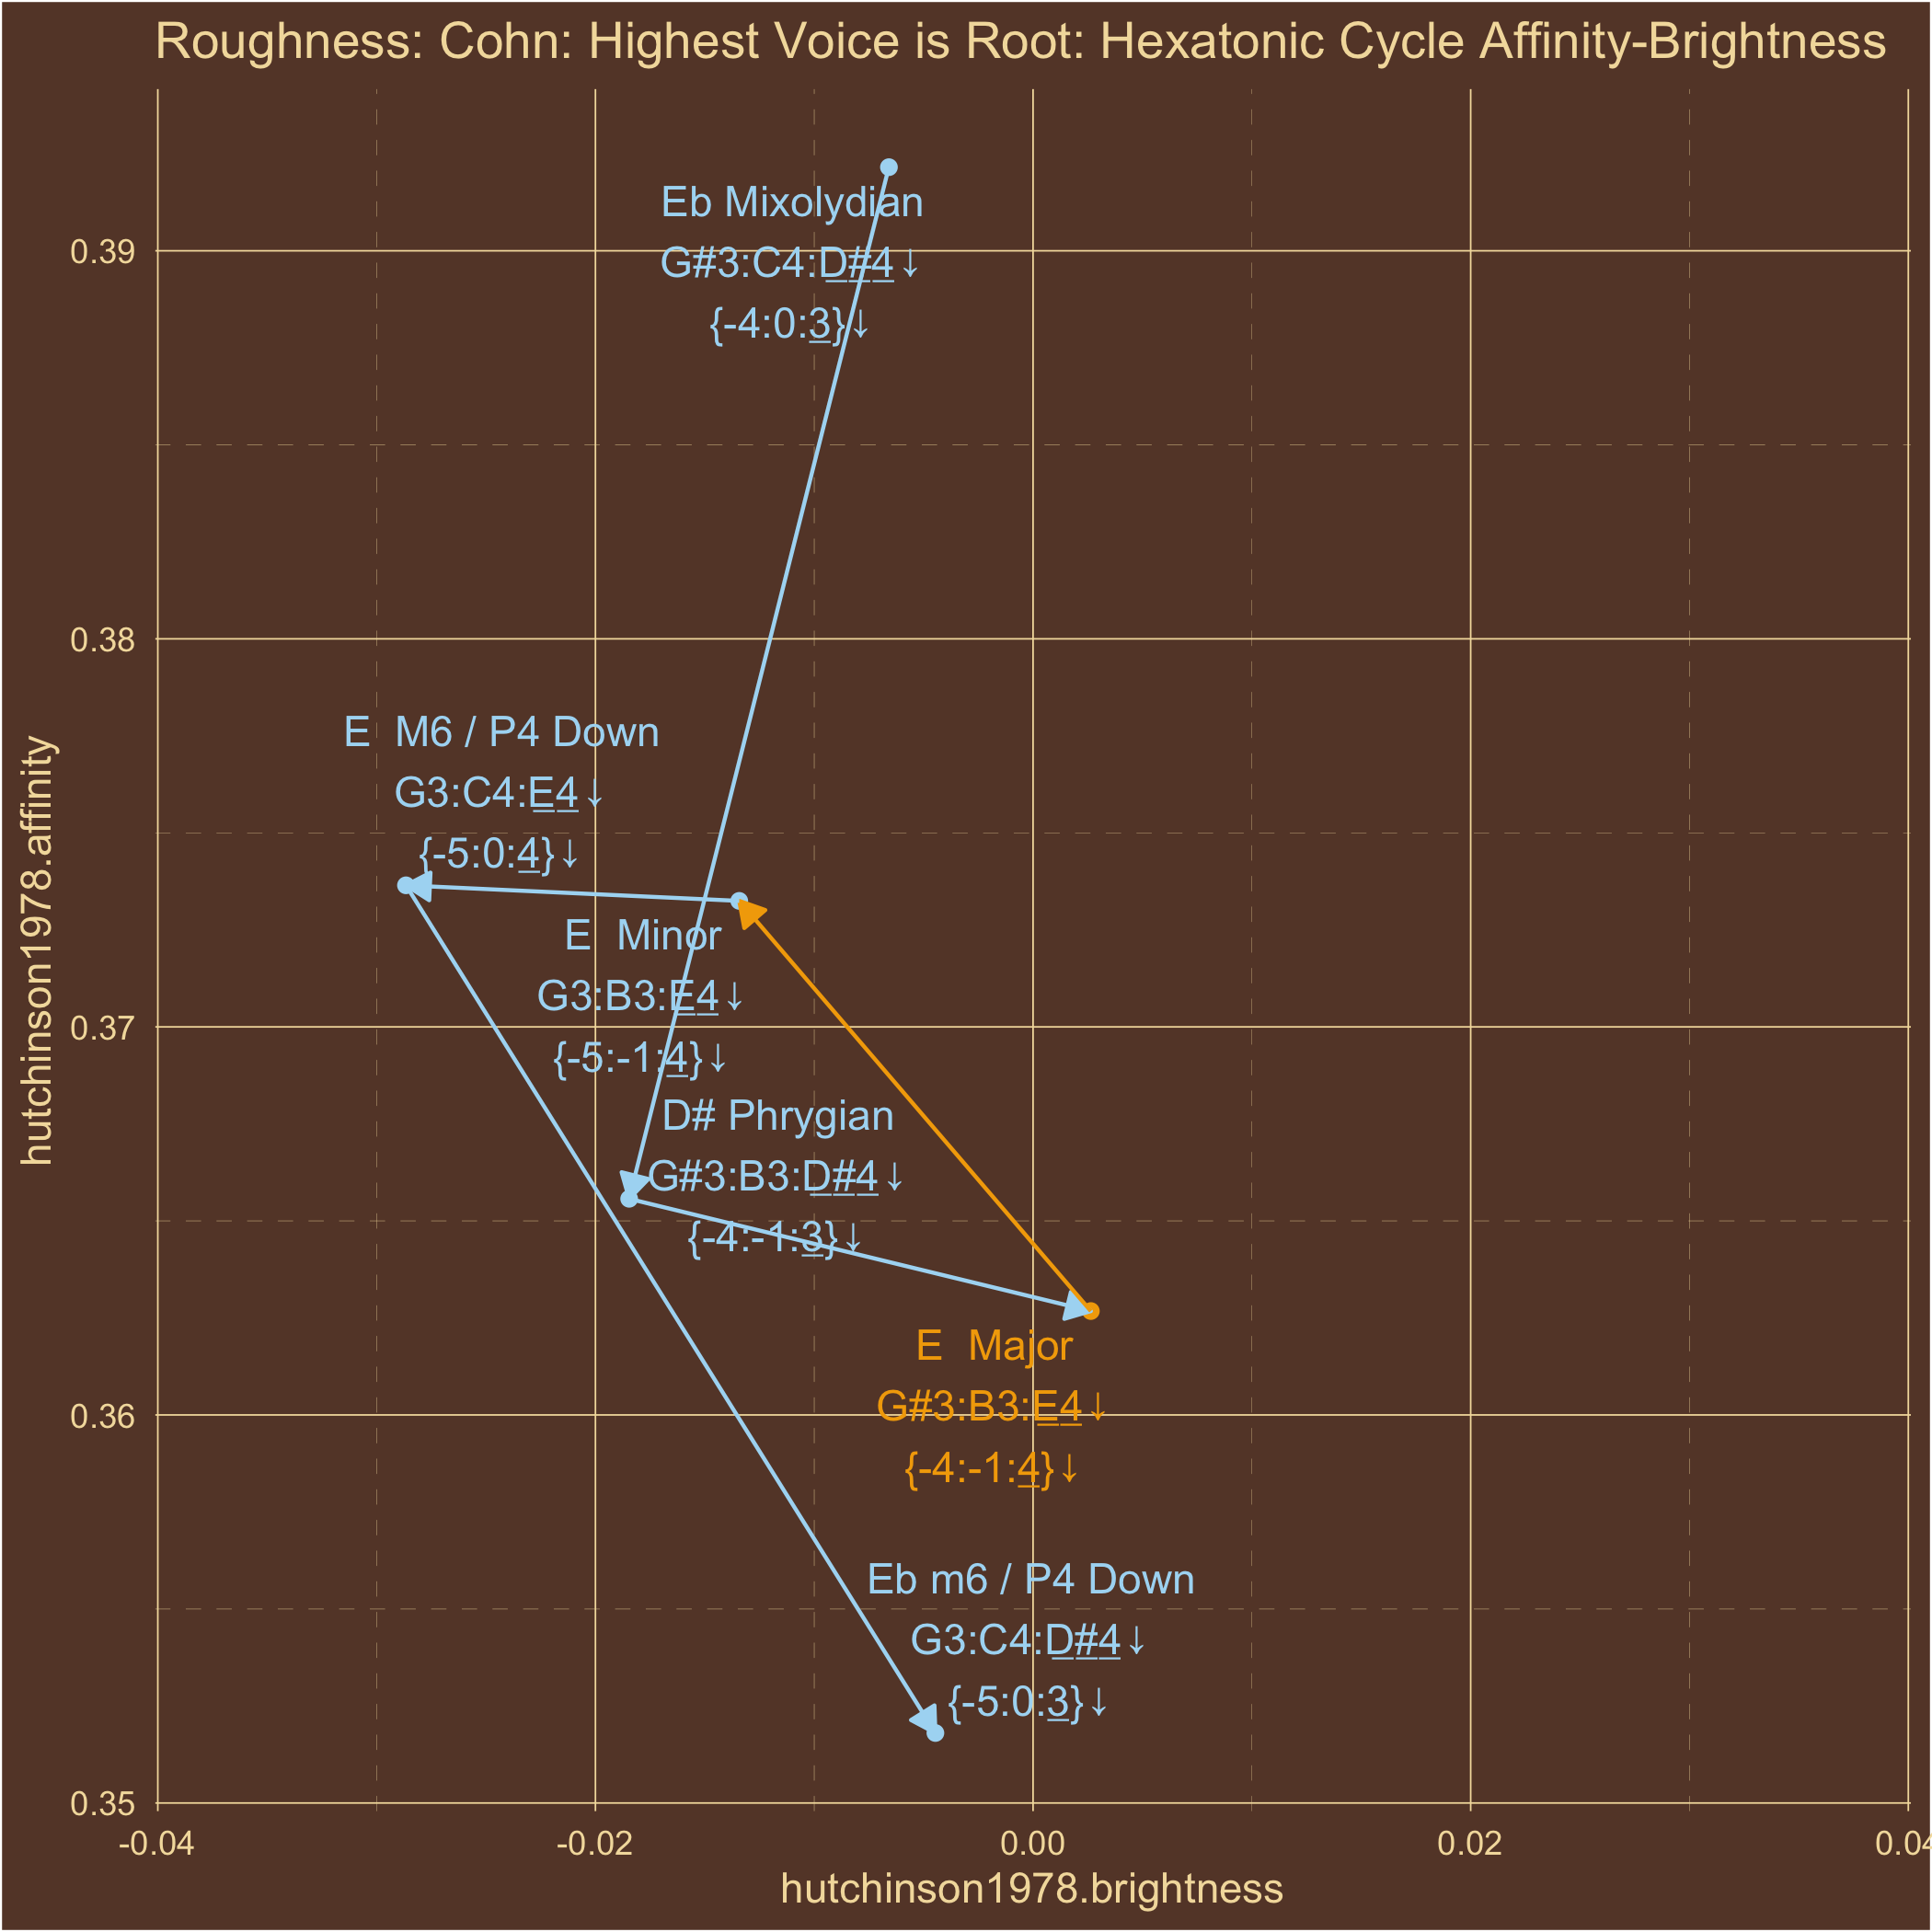 Roughness: Cohn: Highest Voice is Root: Hexatonic Cycle Affinity-Brightness
Eb Mixolydian
G#3:C4:D#4↓
{-4:0:3}↓
E  M6 / P4 Down
G3:C4:E4↓
{-5:0:4}↓
E  Minor
G3:B3:E4↓
{-5:-1:4}↓
D# Phrygian
G#3:B3:D#4↓
{-4:-1:3}↓
E  Major
G#3:B3:E4↓
{-4:-1:4}↓
Eb m6 / P4 Down
G3:C4:D#4↓
{-5:0:3}↓
0.39
0.38
0.37
0.36
0.35
hutchinson1978.affinity
-0.04
-0.02
0.00
0.02
0.04
hutchinson1978.brightness